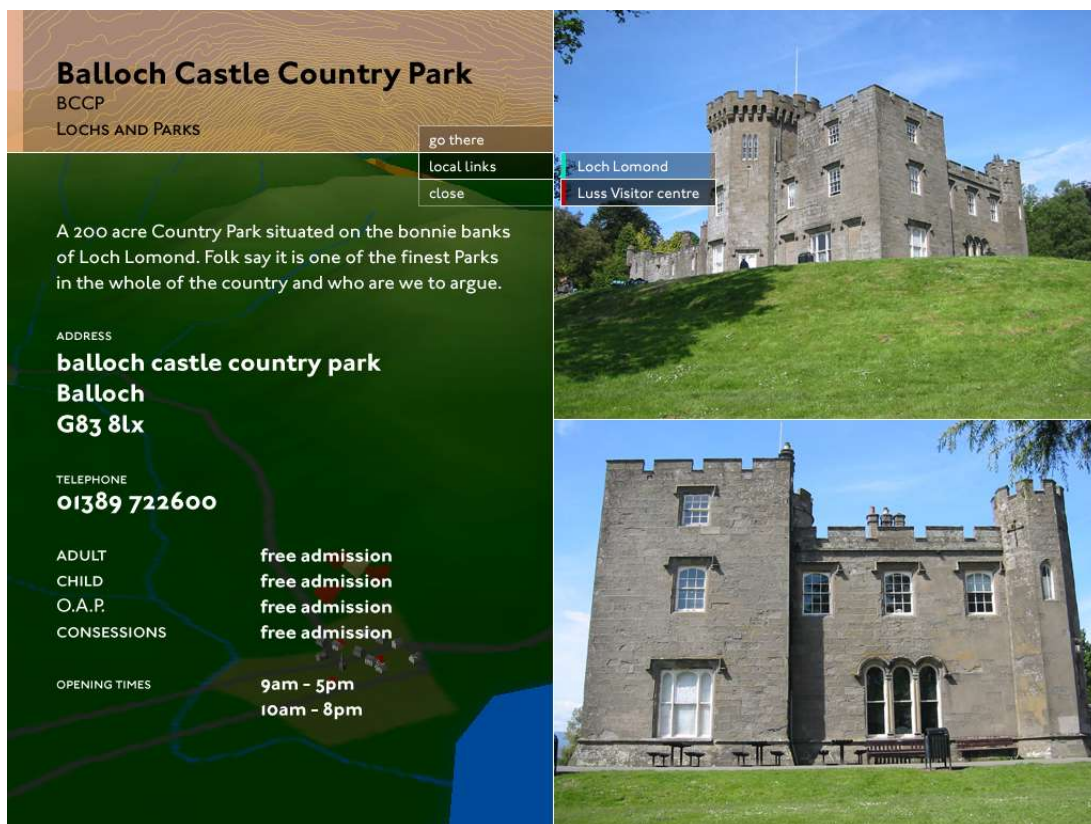 Balloch Castle Country Park
BCCP
Lochs and Parks
go there
local links
close
Loch Lomond
Luss Visitor centre
A 200 acre Country Park situated on the bonnie banks
of Loch Lomond. Folk say it is one of the finest Parks
in the whole of the country and who are we to argue.
ADDRESS
balloch castle country park
Balloch
G83 8lx
TELEPHONE
01389 722600
ADULT free admission
CHILD free admission
O.A.P. free admission
CONSESSIONS free admission
OPENING TIMES 9am - 5pm
10am - 8pm